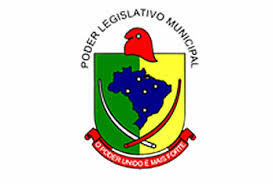 PODER LEGISLATIVO MUNICIPAL
O PODER UNIDO É MAIS FORTE